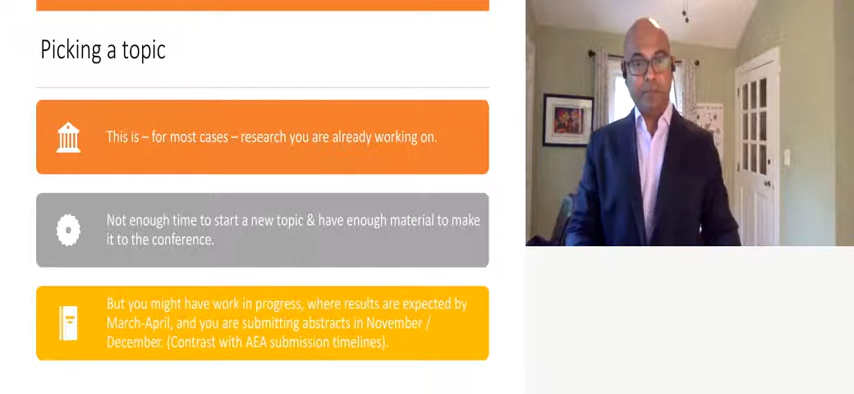 Picking a topic
This is – for most cases – research you are already working on.
Not enough time to start a new topic & have enough material to make
it to the conference.
But you might have work in progress, where results are expected by
March-April, and you are submitting abstracts in November /
December. (Contrast with AEA submission timelines).